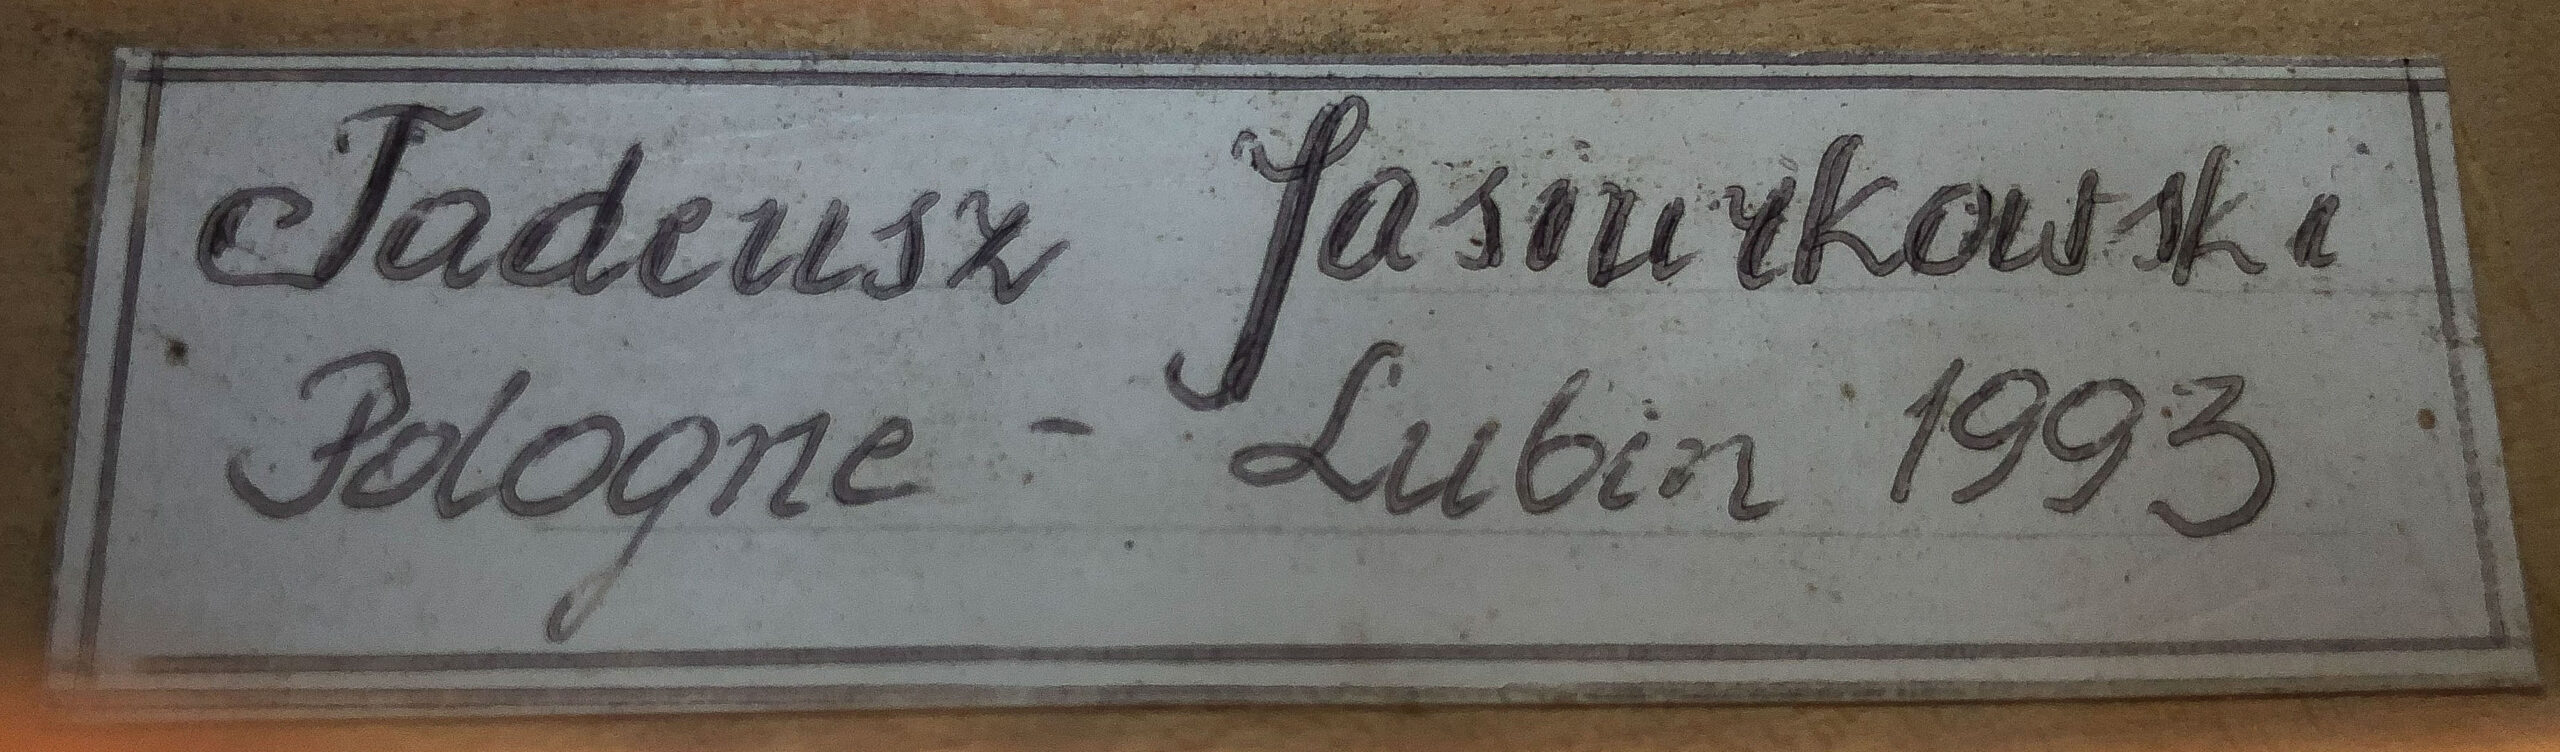 Tadeusz Jasiurkowski
Pologne - Lubin 1993